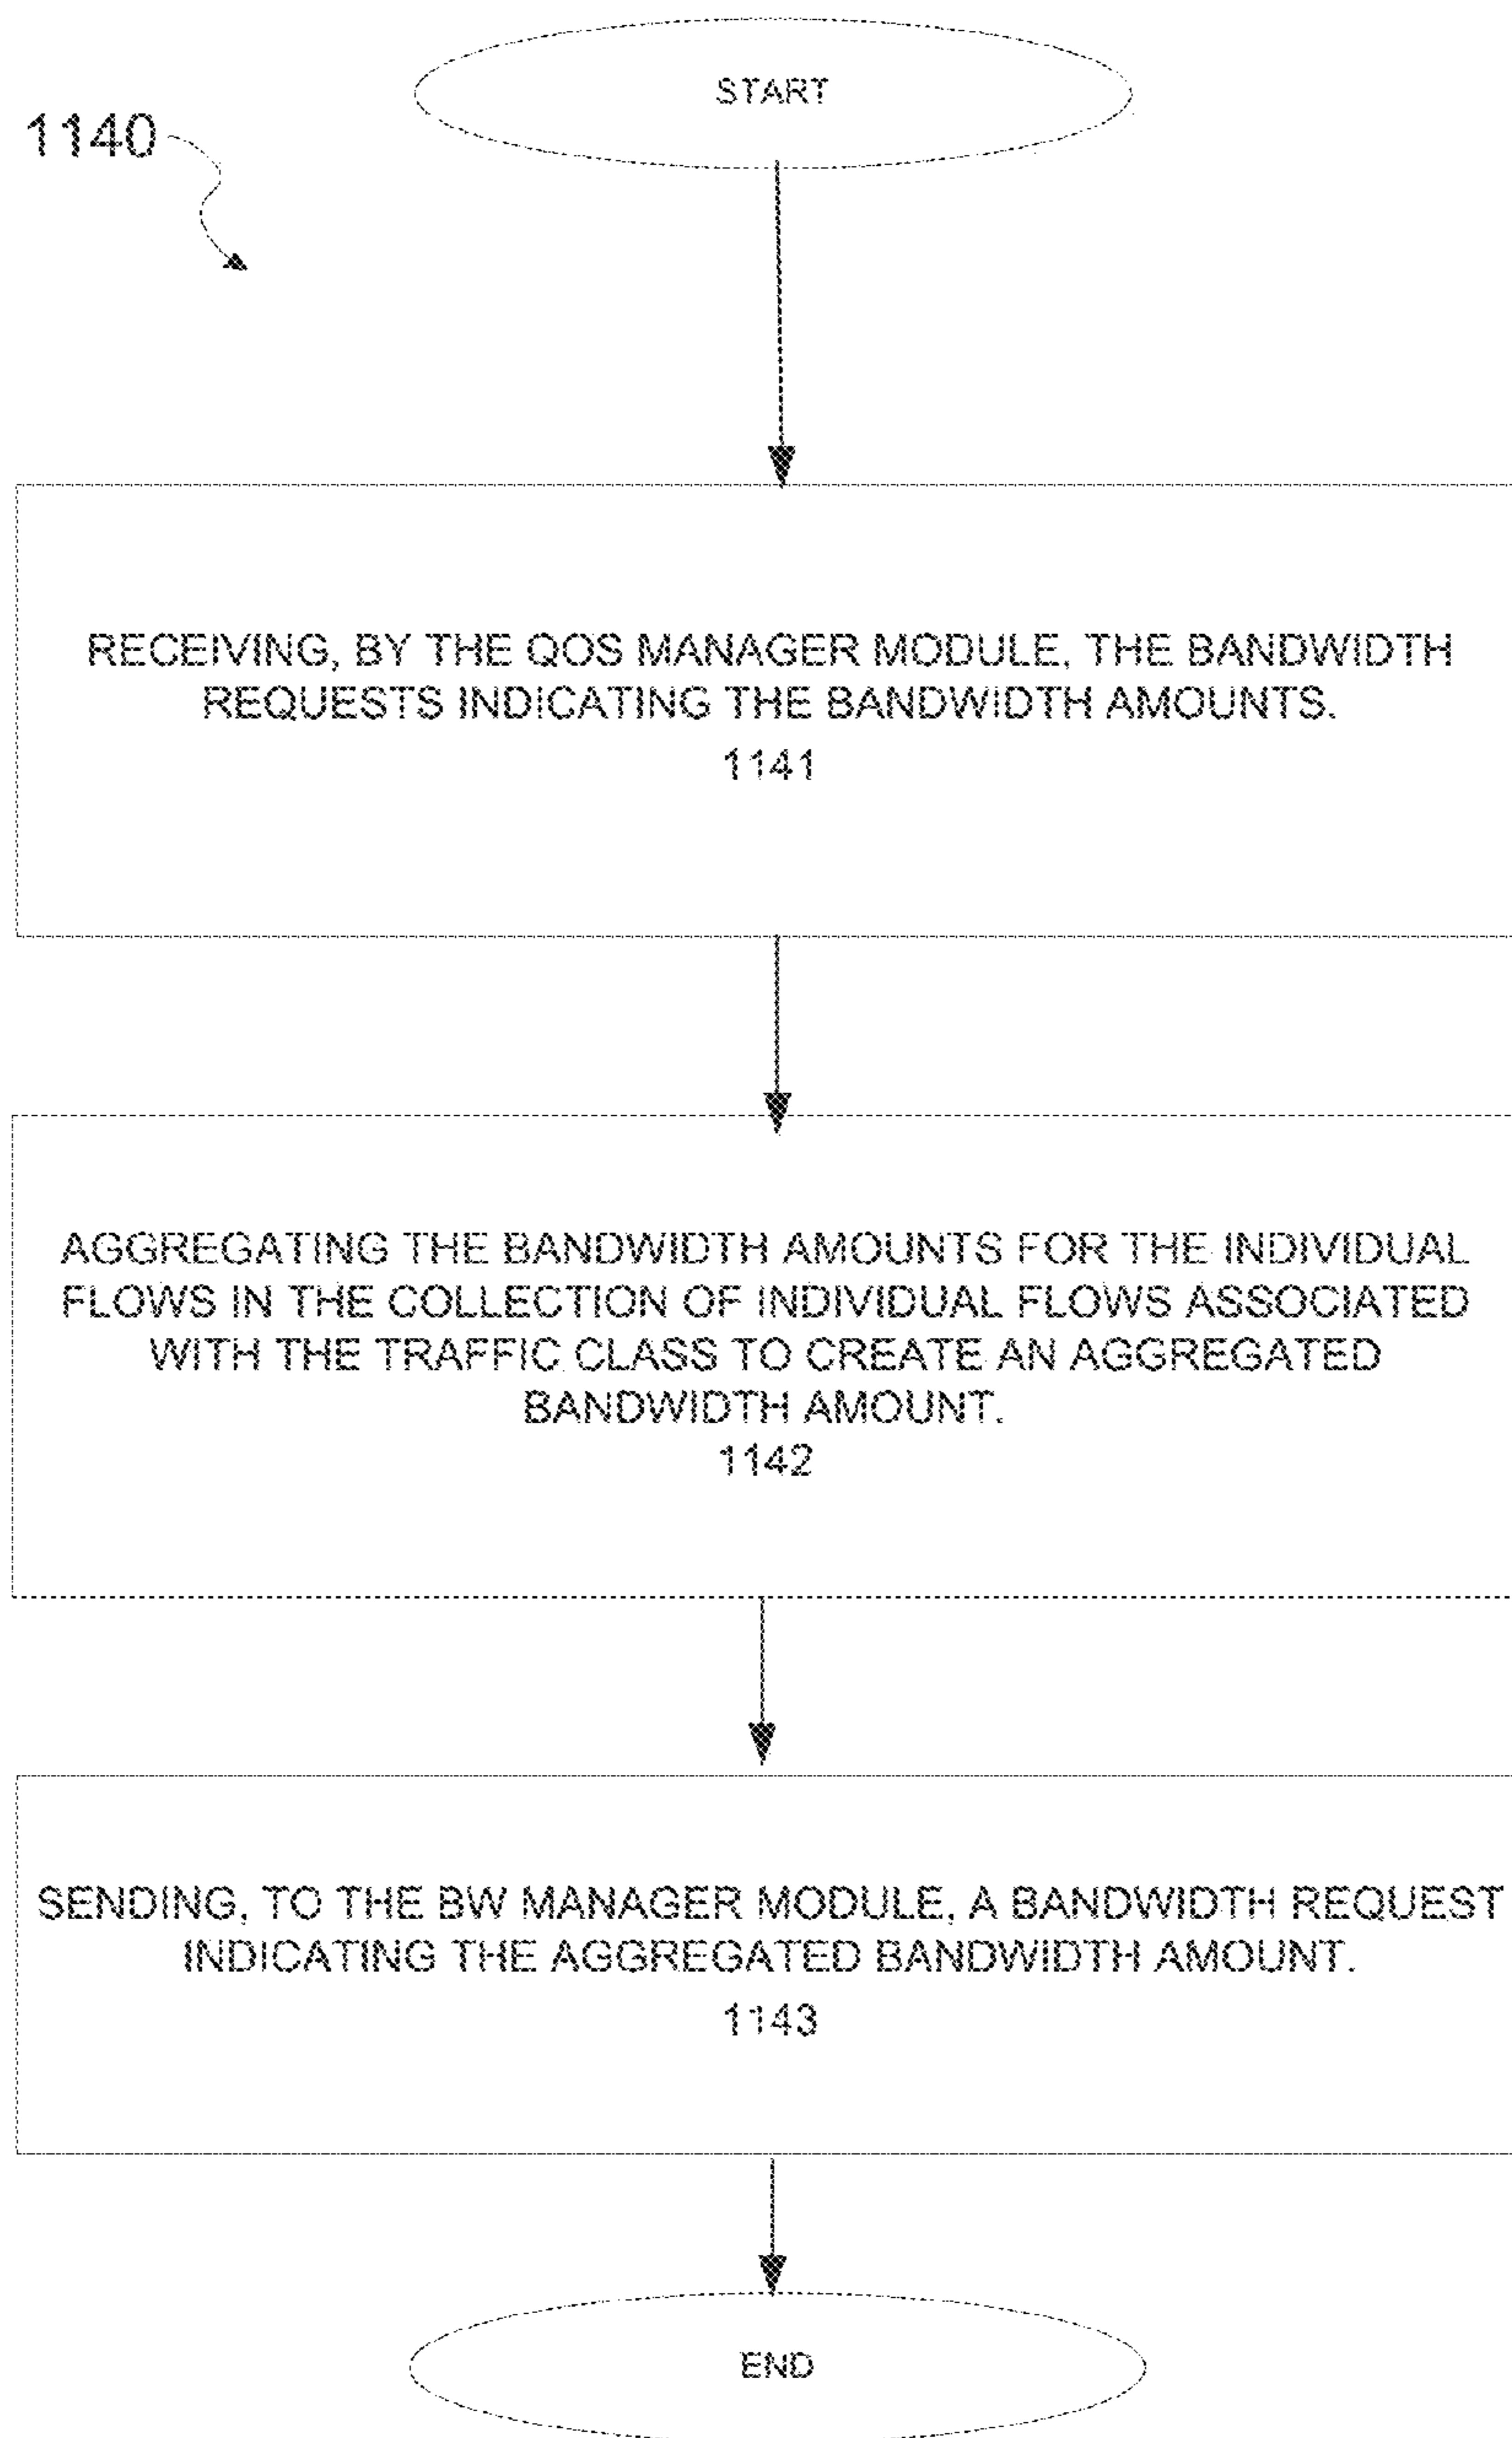 START
1140
RECEIVING, BY THE QOS MANAGER MODULE, THE BANDWIDTH
REQUESTS INDICATING THE BANDWIDTH AMOUNTS.
1141
AGGREGATING THE BANDWIDTH AMOUNTS FOR THE INDIVIDUAL
FLOWS IN THE COLLECTION OF INDIVIDUAL FLOWS ASSOCIATED
WITH THE TRAFFIC CLASS TO CREATE AN AGGREGATED
BANDWIDTH AMOUNT.
1142
SENDING, TO THE BW MANAGER MODULE, A BANDWIDTH REQUEST
INDICATING THE AGGREGATED BANDWIDTH AMOUNT.
1143
END